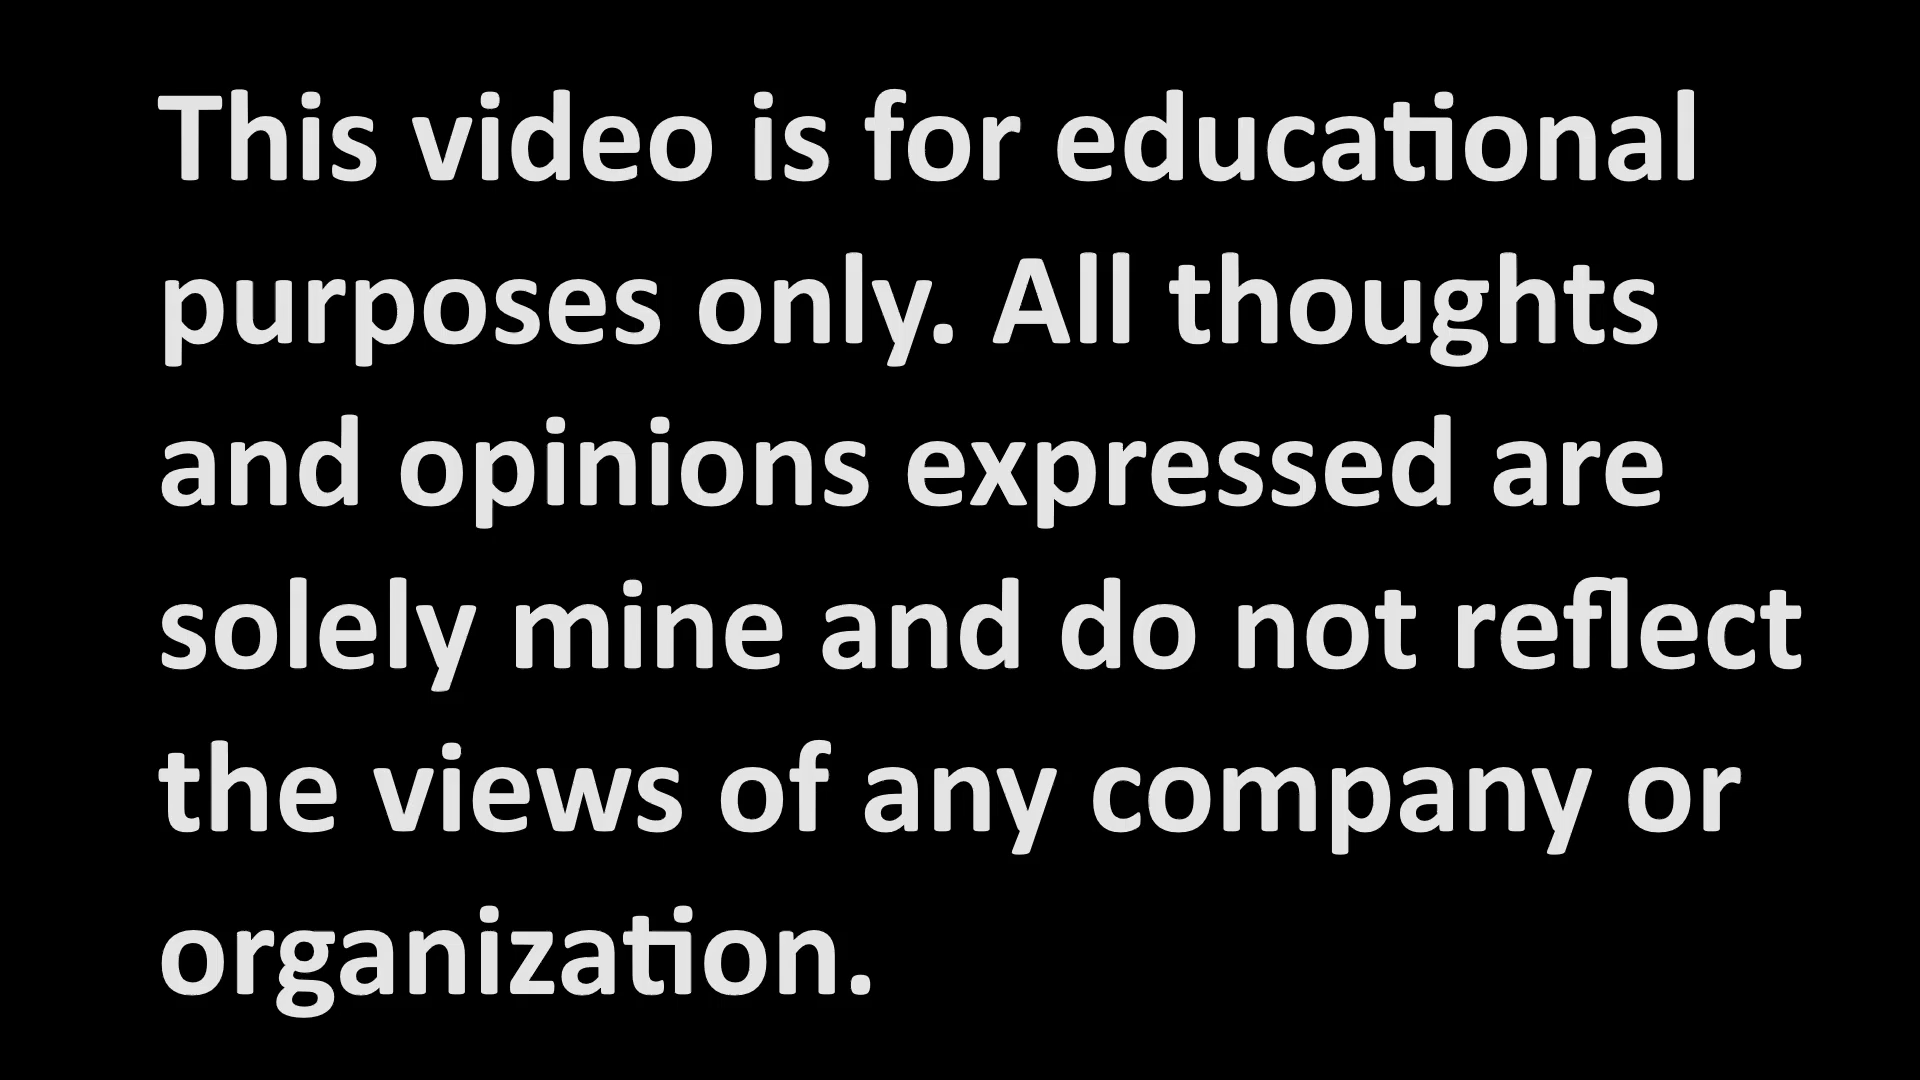 This video is for educational
purposes only. All thoughts
and opinions expressed are
solely mine and do not reflect
the views of any company or
organization.